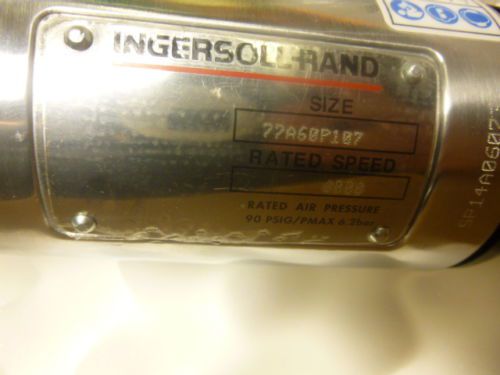 INGERSOLL-RAND
SIZE
77A60P107
RATED SPEED
RATED AIR PRESSURE
90 PSIG/PMAX 6.2bar